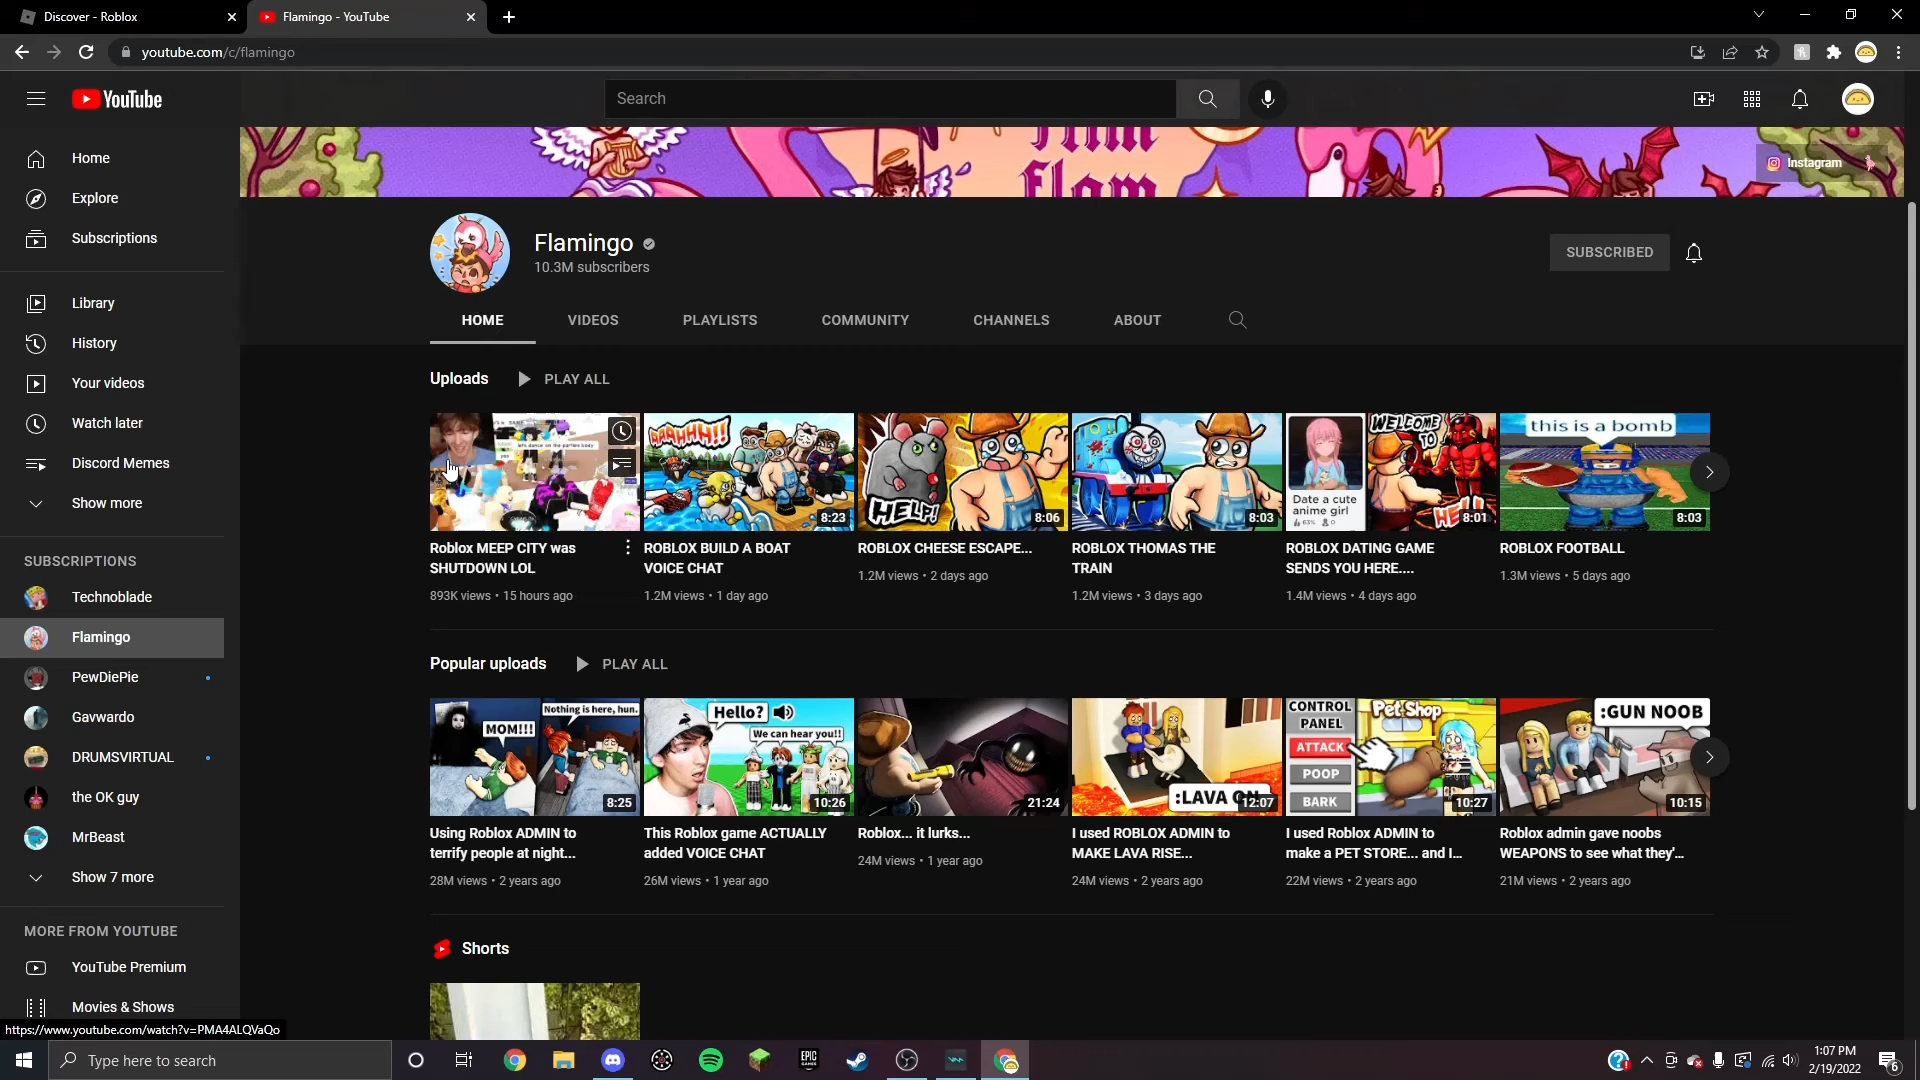 Discover - Roblox
Flamingo - YouTube
youtube.com/c/flamingo
YouTube
Search
Home
Explore
Subscriptions
Library
History
Your videos
Watch later
Discord Memes
Show more
SUBSCRIPTIONS
Technoblade
Flamingo
PewDiePie
Gavwardo
DRUMSVIRTUAL
the OK guy
MrBeast
Show 7 more
MORE FROM YOUTUBE
YouTube Premium
Movies & Shows
https://www.youtube.com/watch?v=PMA4ALQVaQo
flam
Instagram
Flamingo
10.3M subscribers
SUBSCRIBED
HOME VIDEOS PLAYLISTS COMMUNITY CHANNELS ABOUT
Uploads PLAY ALL
AAAHHH!!
8:23
HELP!
8:06
8:03
WELCOME TO HE
Date a cute
anime girl
63% 0
8:01
this is a bomb
8:03
Roblox MEEP CITY was
SHUTDOWN LOL
893K views • 15 hours ago
ROBLOX BUILD A BOAT
VOICE CHAT
1.2M views • 1 day ago
ROBLOX CHEESE ESCAPE...
1.2M views • 2 days ago
ROBLOX THOMAS THE
TRAIN
1.2M views • 3 days ago
ROBLOX DATING GAME
SENDS YOU HERE....
1.4M views • 4 days ago
ROBLOX FOOTBALL
1.3M views • 5 days ago
Popular uploads PLAY ALL
MOM!!!
Nothing is here, hun.
8:25
Hello?
We can hear you!!
10:26
21:24
:LAVA ON
12:07
CONTROL
PANEL
ATTACK
POOP
BARK
Pet Shop
10:27
:GUN NOOB
10:15
Using Roblox ADMIN to
terrify people at night...
28M views • 2 years ago
This Roblox game ACTUALLY
added VOICE CHAT
26M views • 1 year ago
Roblox... it lurks...
24M views • 1 year ago
I used ROBLOX ADMIN to
MAKE LAVA RISE...
24M views • 2 years ago
I used Roblox ADMIN to
make a PET STORE... and I...
22M views • 2 years ago
Roblox admin gave noobs
WEAPONS to see what they'...
21M views • 2 years ago
Shorts
Type here to search
EPIC
GAMES
1:07 PM
2/19/2022
6